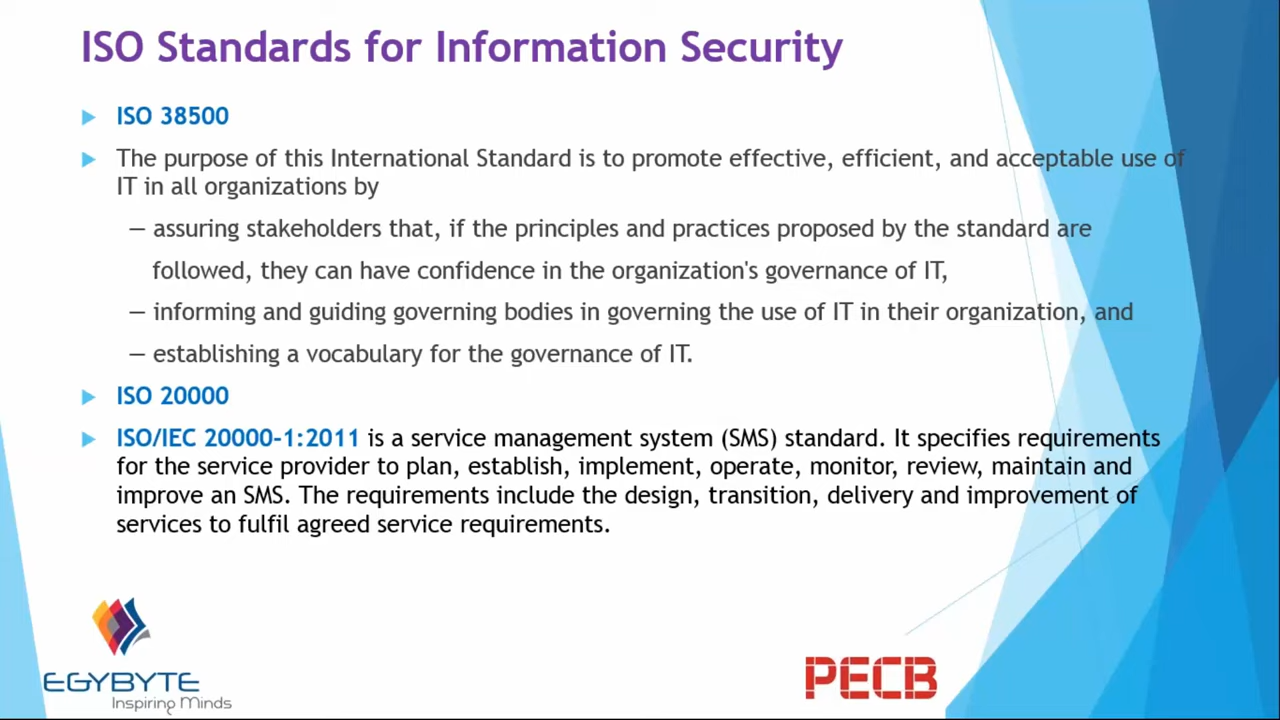 ISO Standards for Information Security
ISO 38500
The purpose of this International Standard is to promote effective, efficient, and acceptable use of
IT in all organizations by
— assuring stakeholders that, if the principles and practices proposed by the standard are
followed, they can have confidence in the organization's governance of IT,
— informing and guiding governing bodies in governing the use of IT in their organization, and
— establishing a vocabulary for the governance of IT.
ISO 20000
ISO/IEC 20000-1:2011 is a service management system (SMS) standard. It specifies requirements
for the service provider to plan, establish, implement, operate, monitor, review, maintain and
improve an SMS. The requirements include the design, transition, delivery and improvement of
services to fulfil agreed service requirements.
EGYBYTE
Inspiring Minds
PECB